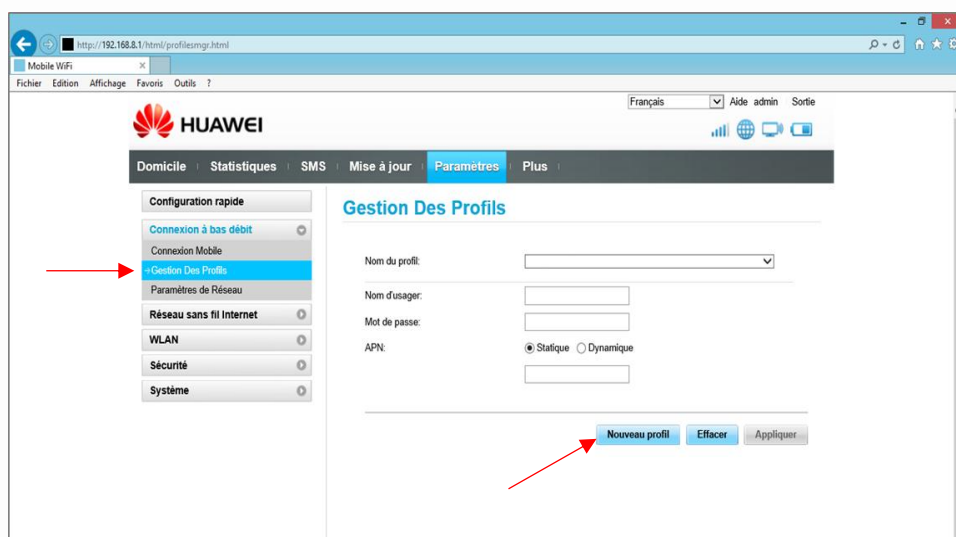 http://192.168.8.1/html/profilesmgr.html
Mobile WiFi
Fichier Edition Affichage Favoris Outils ?
Français Aide admin Sortie
HUAWEI
Domicile Statistiques SMS Mise à jour Paramètres Plus
Configuration rapide
Gestion Des Profils
Connexion à bas débit
Connexion Mobile
Gestion Des Profils
Paramètres de Réseau
Réseau sans fil Internet
WLAN
Sécurité
Système
Nom du profil:
Nom d'usager:
Mot de passe:
APN: Statique Dynamique
Nouveau profil Effacer Appliquer